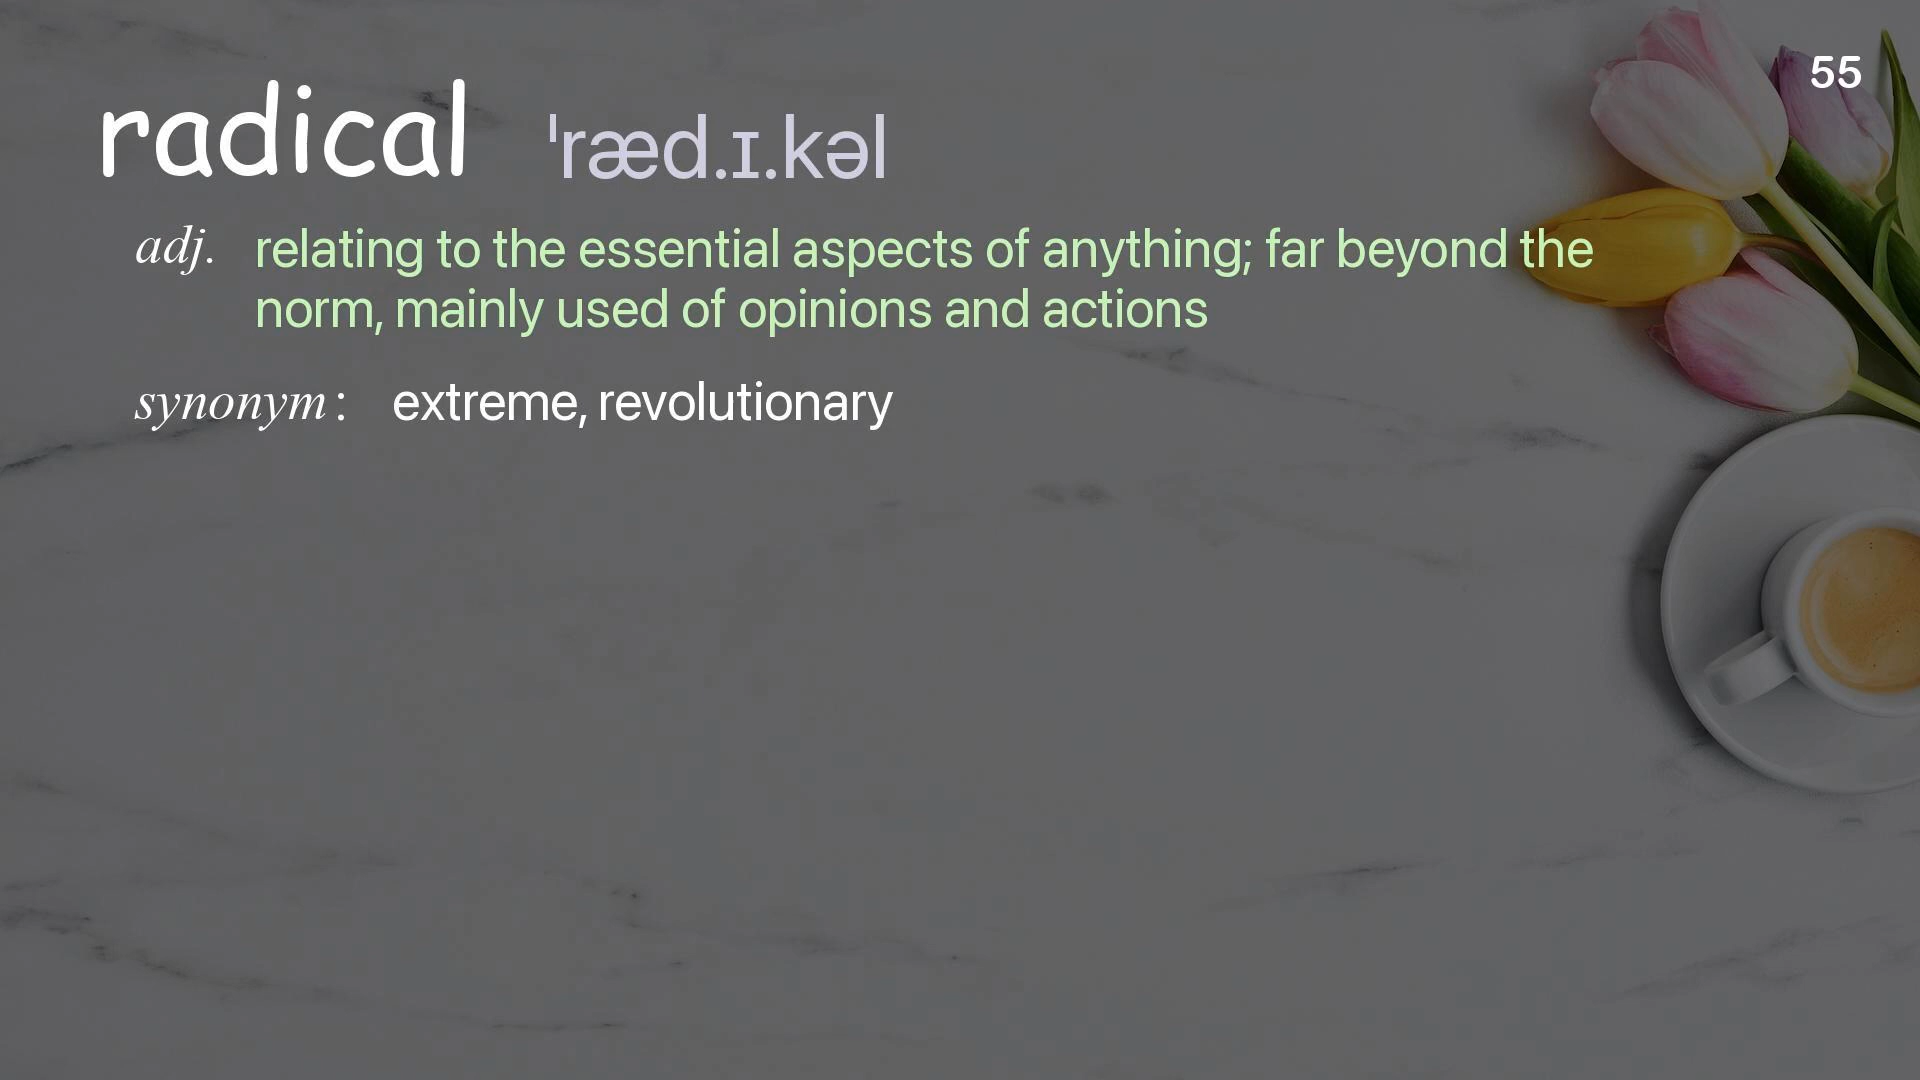 55
radical ˈræd.ɪ.kəl
adj. relating to the essential aspects of anything; far beyond the
norm, mainly used of opinions and actions
synonym : extreme, revolutionary